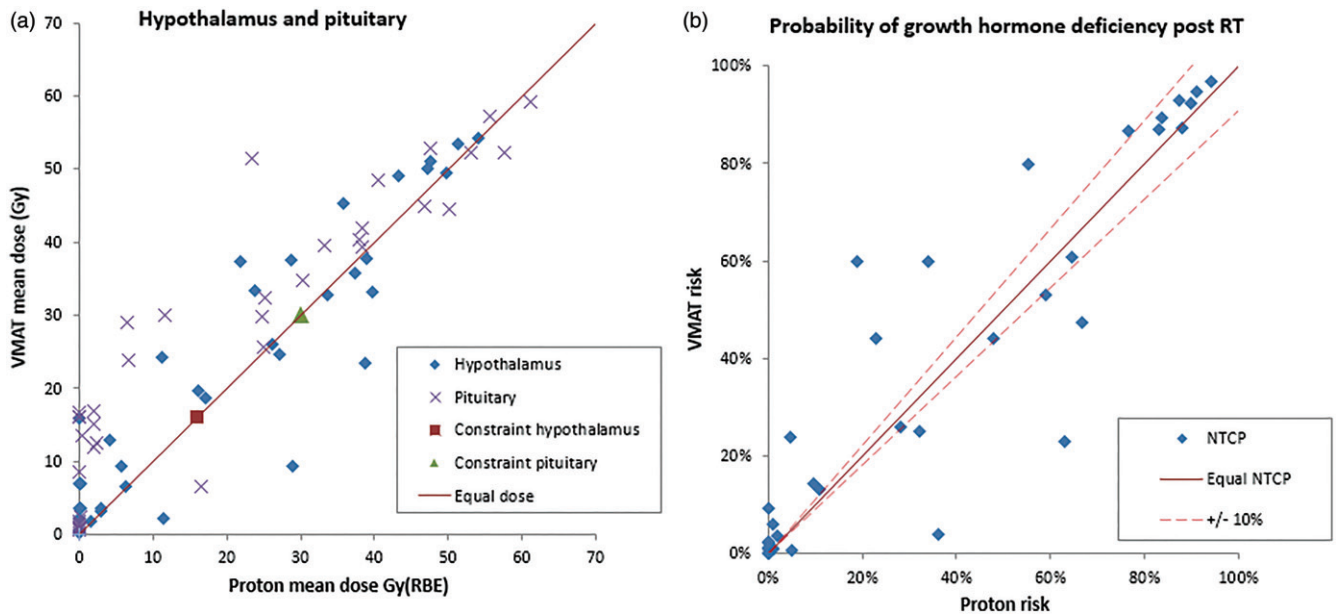 (a)
Hypothalamus and pituitary
70
60
50
40
30
20
10
0
VMAT mean dose (Gy)
0 10 20 30 40 50 60 70
Proton mean dose Gy(RBE)
Hypothalamus
Pituitary
Constraint hypothalamus
Constraint pituitary
Equal dose
(b)
Probability of growth hormone deficiency post RT
100%
80%
60%
40%
20%
0%
VMAT risk
0% 20% 40% 60% 80% 100%
Proton risk
NTCP
Equal NTCP
+/- 10%